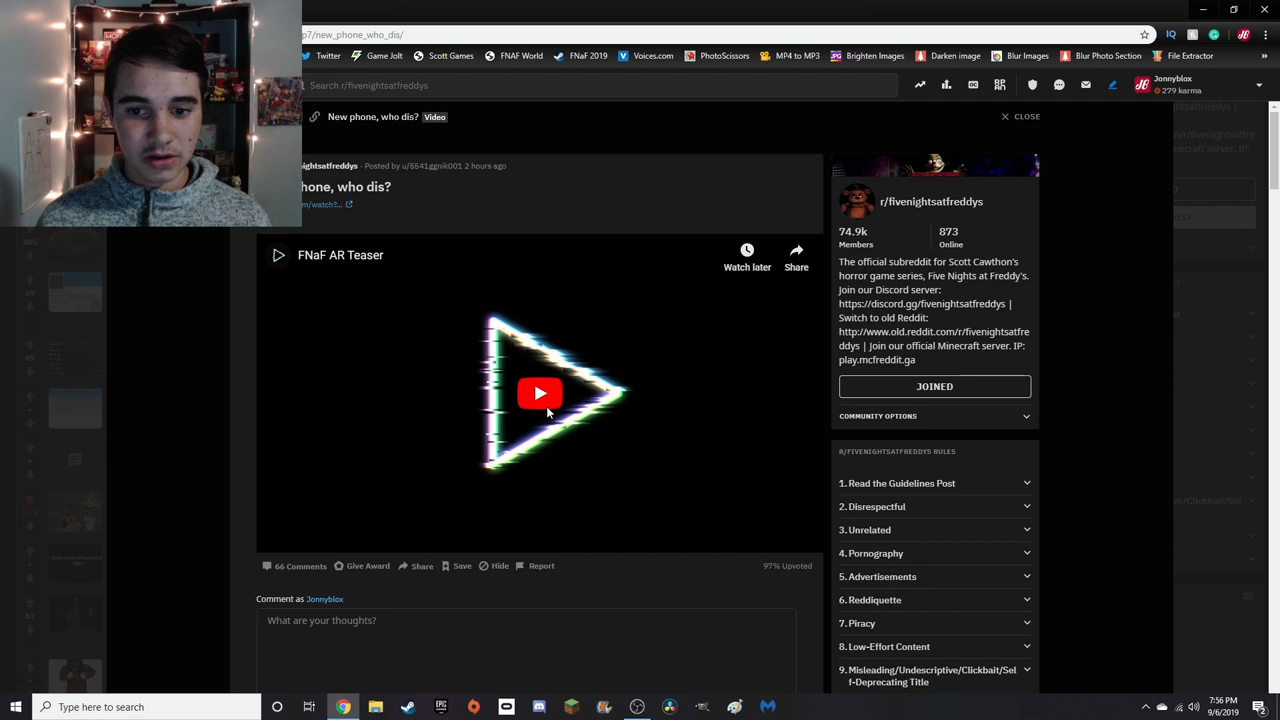 p7/new_phone_who_dis/
Twitter
Game Jolt
Scott Games
FNAF World
FNaF 2019
Voices.com
PhotoScissors
MP4 to MP3
Lighten image
Darken image
Blur Images
Blur Video
File Extractor
Search r/fivenightsatfreddys
Jonnyblox
279 karma
New phone, who dis?
Video
CLOSE
ightsatfreddys · Posted by u/5541ggnik001 2 hours ago
hone, who dis?
m/watch?...
FNaF AR Teaser
Watch later
Share
66 Comments
Give Award
Share
Save
Hide
Report
97% Upvoted
Comment as Jonnyblox
What are your thoughts?
r/fivenightsatfreddys
74.9k
873
Members
Online
The official subreddit for Scott Cawthon's
horror game series, Five Nights at Freddy's.
Join our Discord server:
https://discord.gg/fivenightsatfreddys |
Switch to old Reddit:
http://www.old.reddit.com/r/fivenightsatfre
ddys | Join our official Minecraft server. IP:
play.mcfreddit.ga
JOINED
COMMUNITY OPTIONS
R/FIVENIGHTSATFREDDYS RULES
1. Read the Guidelines Post
2. Disrespectful
3. Unrelated
4. Pornography
5. Advertisements
6. Reddiquette
7. Piracy
8. Low-Effort Content
9. Misleading/Undescriptive/Clickbait/Sel
f-Deprecating Title
Type here to search
EPIC
7:56 PM
9/6/2019